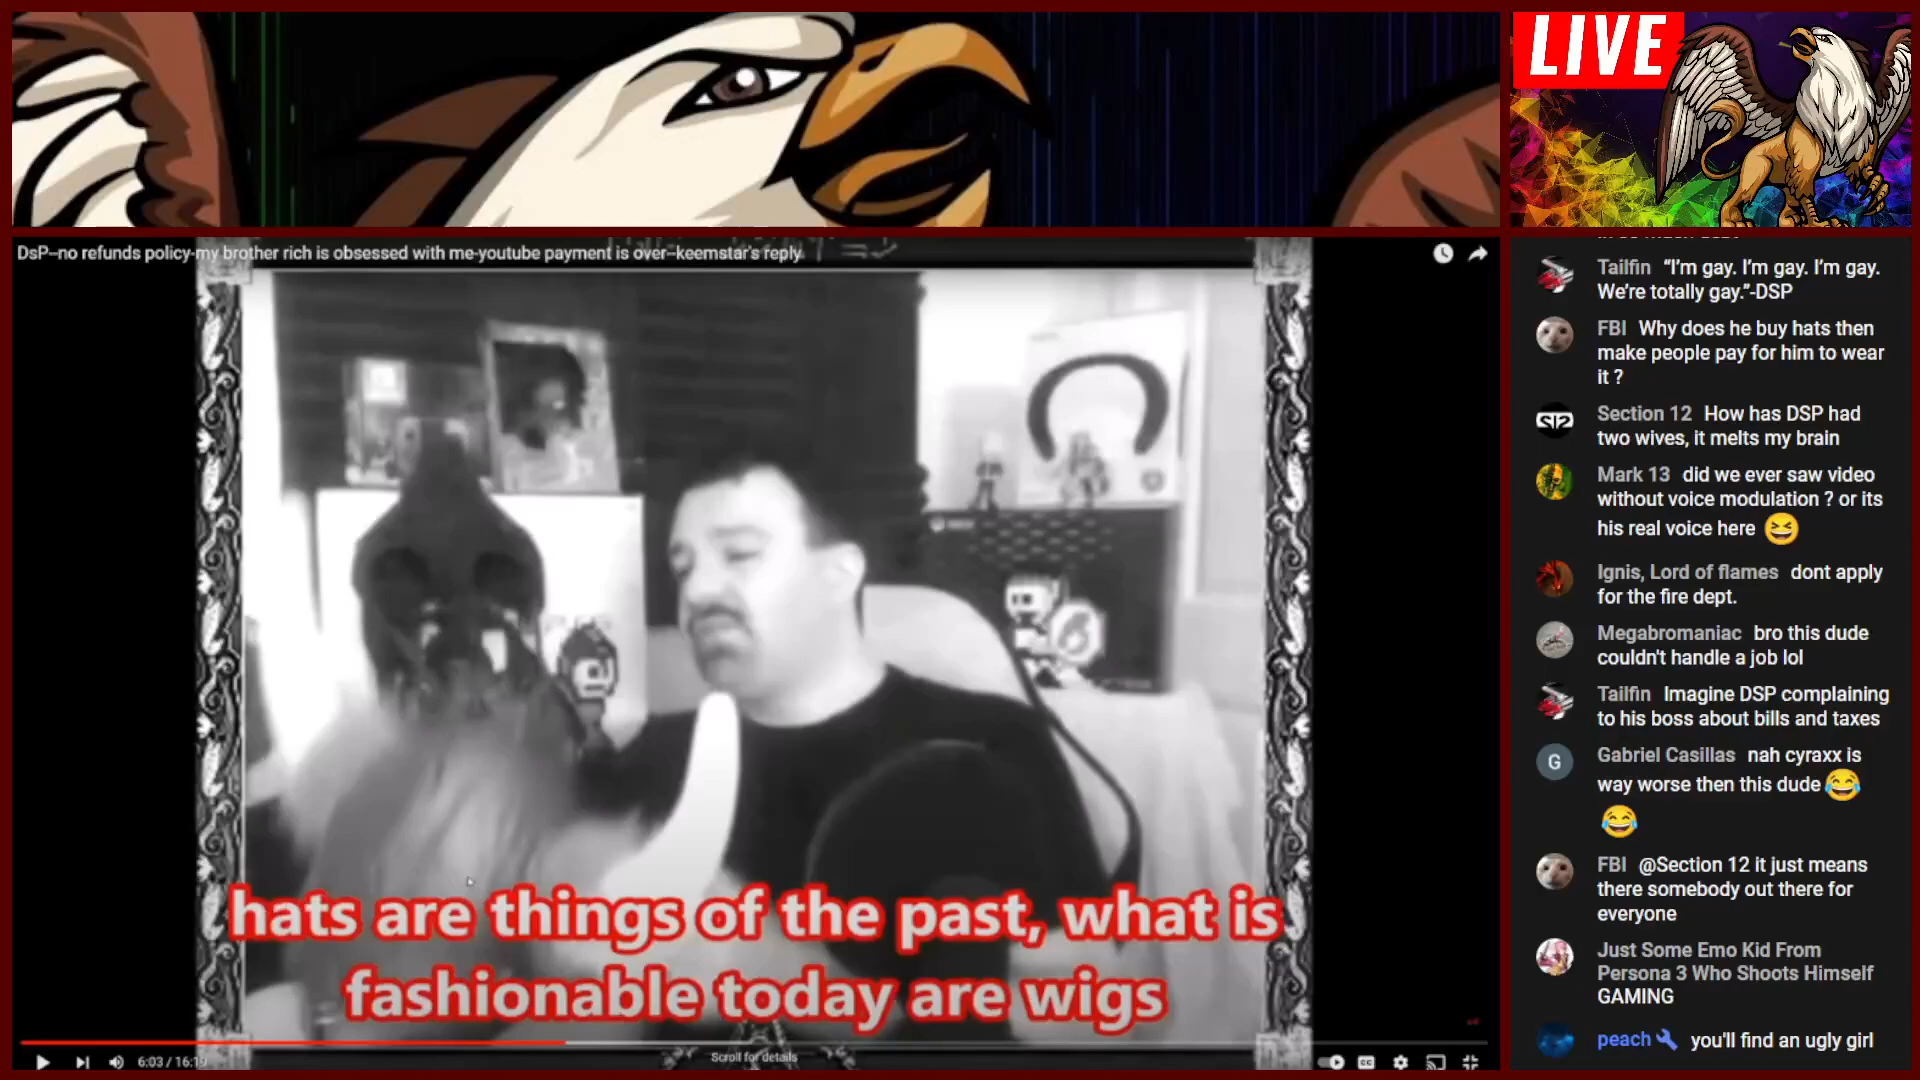 LIVE
DsP--no refunds policy-my brother rich is obsessed with me-youtube payment is over--keemstar's reply
Tailfin “I’m gay. I’m gay. I’m gay.
We’re totally gay.”-DSP
FBI Why does he buy hats then
make people pay for him to wear
it ?
Section 12 How has DSP had
two wives, it melts my brain
Mark 13 did we ever saw video
without voice modulation ? or its
his real voice here
Ignis, Lord of flames dont apply
for the fire dept.
Megabromaniac bro this dude
couldn't handle a job lol
Tailfin Imagine DSP complaining
to his boss about bills and taxes
G
Gabriel Casillas nah cyraxx is
way worse then this dude
FBI @Section 12 it just means
there somebody out there for
everyone
Just Some Emo Kid From
Persona 3 Who Shoots Himself
GAMING
peach you'll find an ugly girl
hats are things of the past, what is
fashionable today are wigs
6:03 / 16:19
Scroll for details
CC
S12